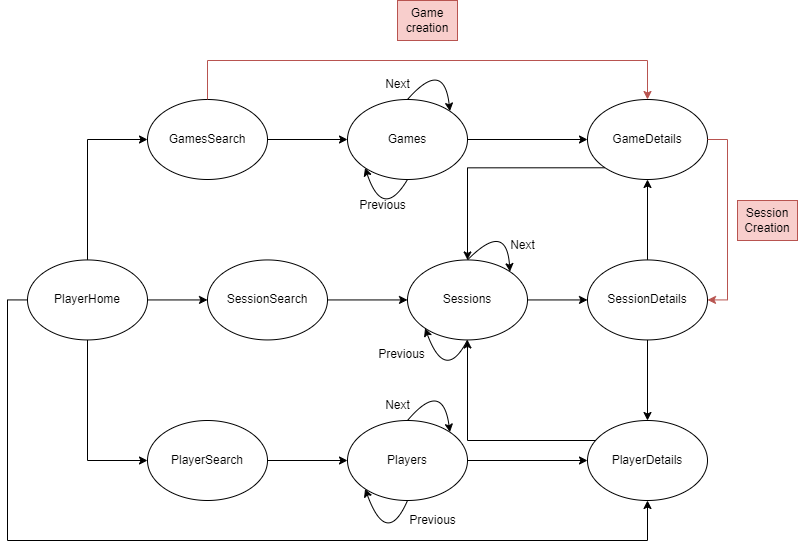 Game
creation
Next
GamesSearch
Games
GameDetails
Previous
Session
Creation
Next
PlayerHome
SessionSearch
Sessions
SessionDetails
Previous
Next
PlayerSearch
Players
PlayerDetails
Previous